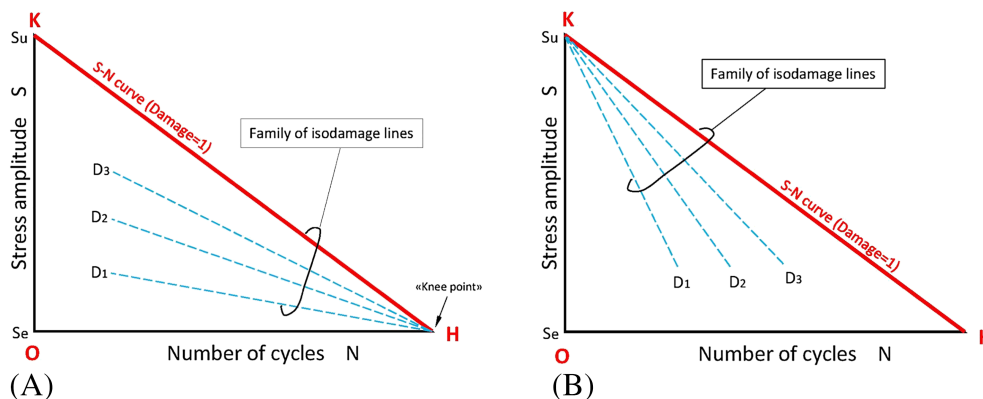 K
Su
S-N curve (Damage=1)
Family of isodamage lines
Stress amplitude S
D3
D2
D1
«Knee point»
Se
H
O
Number of cycles N
(A)
K
Su
Family of isodamage lines
Stress amplitude S
S-N curve (Damage=1)
D1
D2
D3
Se
H
O
Number of cycles N
(B)